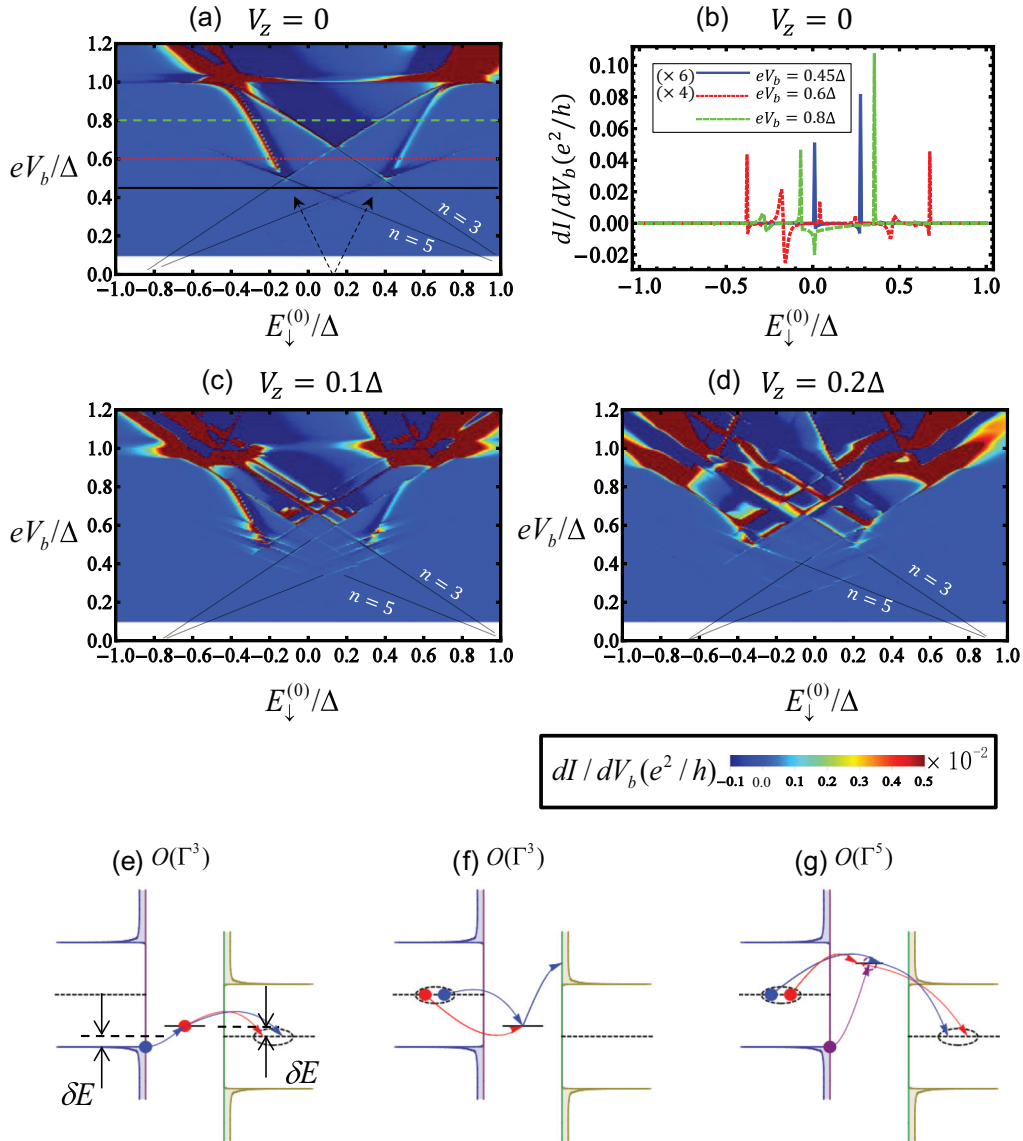 (a) V_z = 0
1.2
1.0
0.8
eV_b/Δ 0.6
0.4
0.2
0.0
n = 3
n = 5
-1.0 -0.8 -0.6 -0.4 -0.2 0.0 0.2 0.4 0.6 0.8 1.0
E_↓^(0)/Δ
(b) V_z = 0
dI/dV_b(e²/h)
0.10
0.08
0.06
0.04
0.02
0.00
-0.02
(× 6) eV_b = 0.45Δ
(× 4) eV_b = 0.6Δ
eV_b = 0.8Δ
-1.0 -0.5 0.0 0.5 1.0
E_↓^(0)/Δ
(c) V_z = 0.1Δ
1.2
1.0
0.8
eV_b/Δ 0.6
0.4
0.2
0.0
n = 3
n = 5
-1.0 -0.8 -0.6 -0.4 -0.2 0.0 0.2 0.4 0.6 0.8 1.0
E_↓^(0)/Δ
(d) V_z = 0.2Δ
1.2
1.0
0.8
eV_b/Δ 0.6
0.4
0.2
0.0
n = 3
n = 5
-1.0 -0.8 -0.6 -0.4 -0.2 0.0 0.2 0.4 0.6 0.8 1.0
E_↓^(0)/Δ
dI/dV_b(e²/h) × 10⁻²
-0.1 0.0 0.1 0.2 0.3 0.4 0.5
(e) O(Γ³)
δE
δE
(f) O(Γ³)
(g) O(Γ⁵)